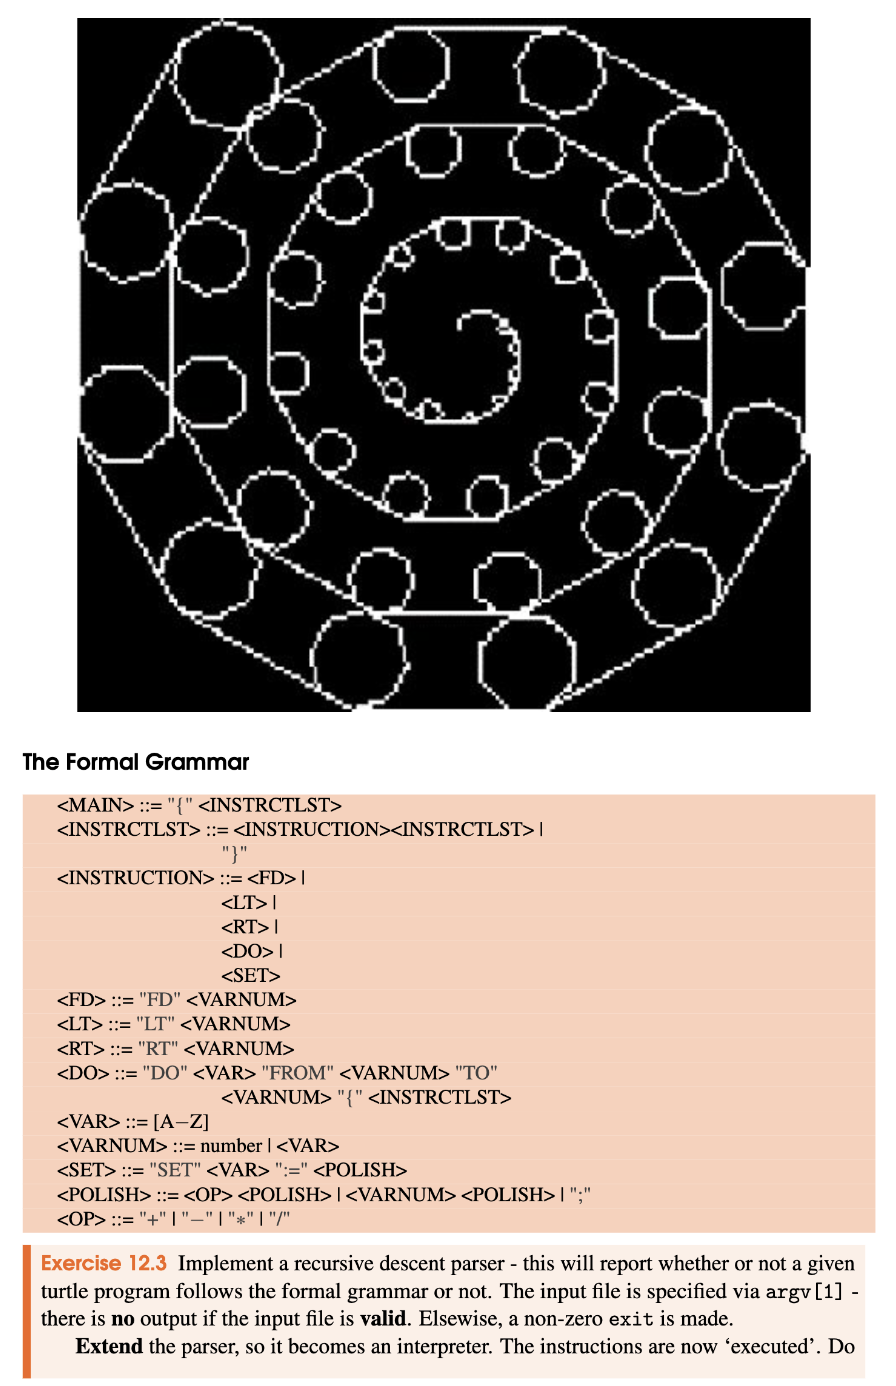 The Formal Grammar
<MAIN> ::= "{" <INSTRCTLST>
<INSTRCTLST> ::= <INSTRUCTION><INSTRCTLST> |
"}"
<INSTRUCTION> ::= <FD> |
<LT> |
<RT> |
<DO> |
<SET>
<FD> ::= "FD" <VARNUM>
<LT> ::= "LT" <VARNUM>
<RT> ::= "RT" <VARNUM>
<DO> ::= "DO" <VAR> "FROM" <VARNUM> "TO"
<VARNUM> "{" <INSTRCTLST>
<VAR> ::= [A−Z]
<VARNUM> ::= number | <VAR>
<SET> ::= "SET" <VAR> ":=" <POLISH>
<POLISH> ::= <OP> <POLISH> | <VARNUM> <POLISH> | ";"
<OP> ::= "+" | "−" | "*" | "/"
Exercise 12.3 Implement a recursive descent parser - this will report whether or not a given
turtle program follows the formal grammar or not. The input file is specified via argv[1] -
there is no output if the input file is valid. Elsewise, a non-zero exit is made.
Extend the parser, so it becomes an interpreter. The instructions are now ‘executed’. Do